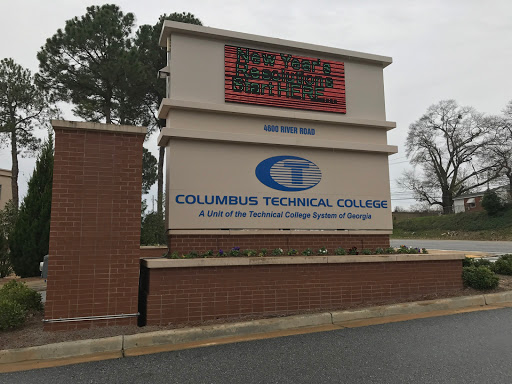 New Year's
Resolutions
Start HERE
4600 RIVER ROAD
CT
COLUMBUS TECHNICAL COLLEGE
A Unit of the Technical College System of Georgia